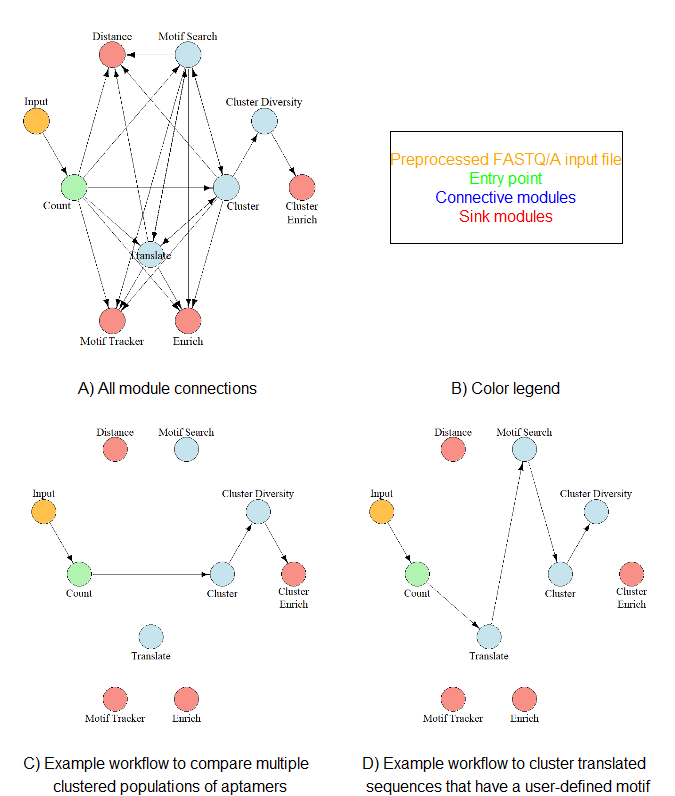 Distance
Motif Search
Input
Cluster Diversity
Count
Cluster
Cluster
Enrich
Translate
Motif Tracker
Enrich
A) All module connections
Preprocessed FASTQ/A input file
Entry point
Connective modules
Sink modules
B) Color legend
Distance
Motif Search
Input
Cluster Diversity
Count
Cluster
Cluster
Enrich
Translate
Motif Tracker
Enrich
C) Example workflow to compare multiple
clustered populations of aptamers
Distance
Motif Search
Input
Cluster Diversity
Count
Cluster
Cluster
Enrich
Translate
Motif Tracker
Enrich
D) Example workflow to cluster translated
sequences that have a user-defined motif